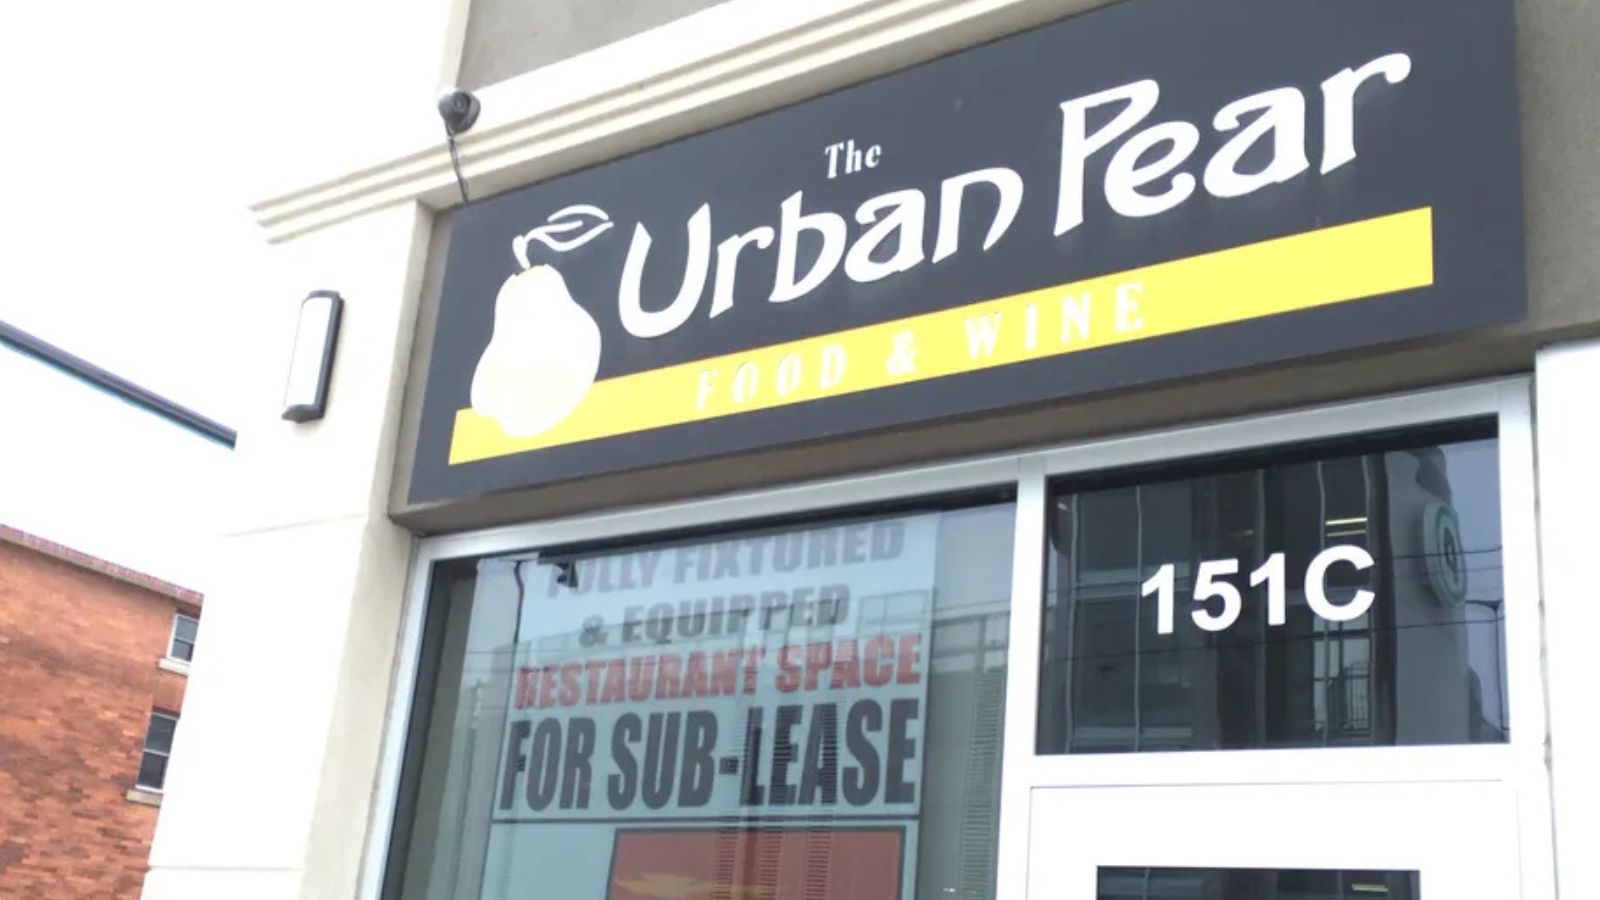 The
Urban Pear
FOOD & WINE
FULLY FIXTURED
& EQUIPPED
RESTAURANT SPACE
FOR SUB-LEASE
151C